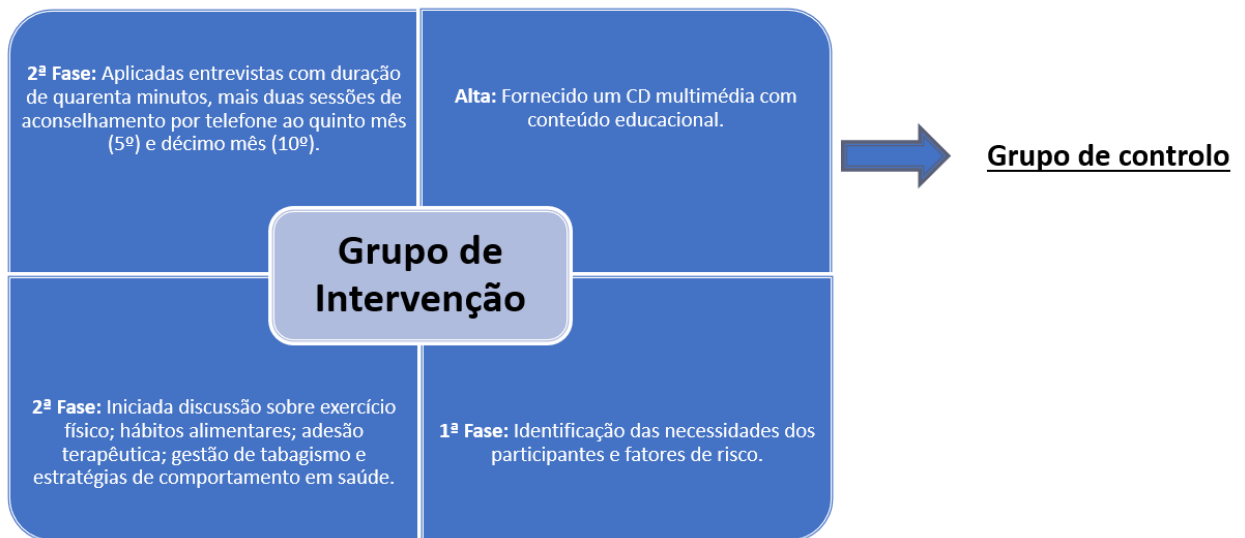 2ª Fase: Aplicadas entrevistas com duração
de quarenta minutos, mais duas sessões de
aconselhamento por telefone ao quinto mês
(5º) e décimo mês (10º).
Alta: Fornecido um CD multimédia com
conteúdo educacional.
Grupo de controlo
Grupo de
Intervenção
2ª Fase: Iniciada discussão sobre exercício
físico; hábitos alimentares; adesão
terapêutica; gestão de tabagismo e
estratégias de comportamento em saúde.
1ª Fase: Identificação das necessidades dos
participantes e fatores de risco.